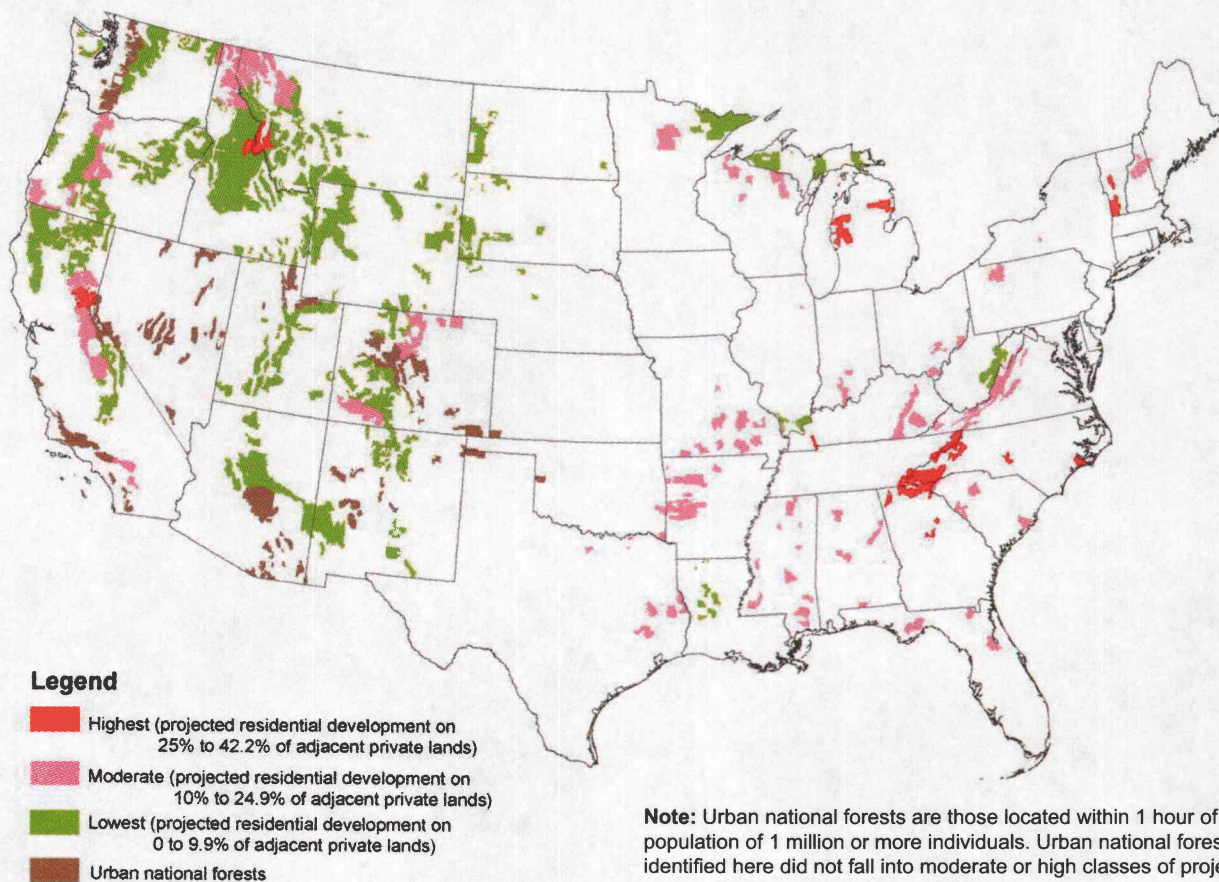 Legend
Highest (projected residential development on
25% to 42.2% of adjacent private lands)
Moderate (projected residential development on
10% to 24.9% of adjacent private lands)
Lowest (projected residential development on
0 to 9.9% of adjacent private lands)
Urban national forests
Note: Urban national forests are those located within 1 hour of
population of 1 million or more individuals. Urban national
identified here did not fall into moderate or high classes of